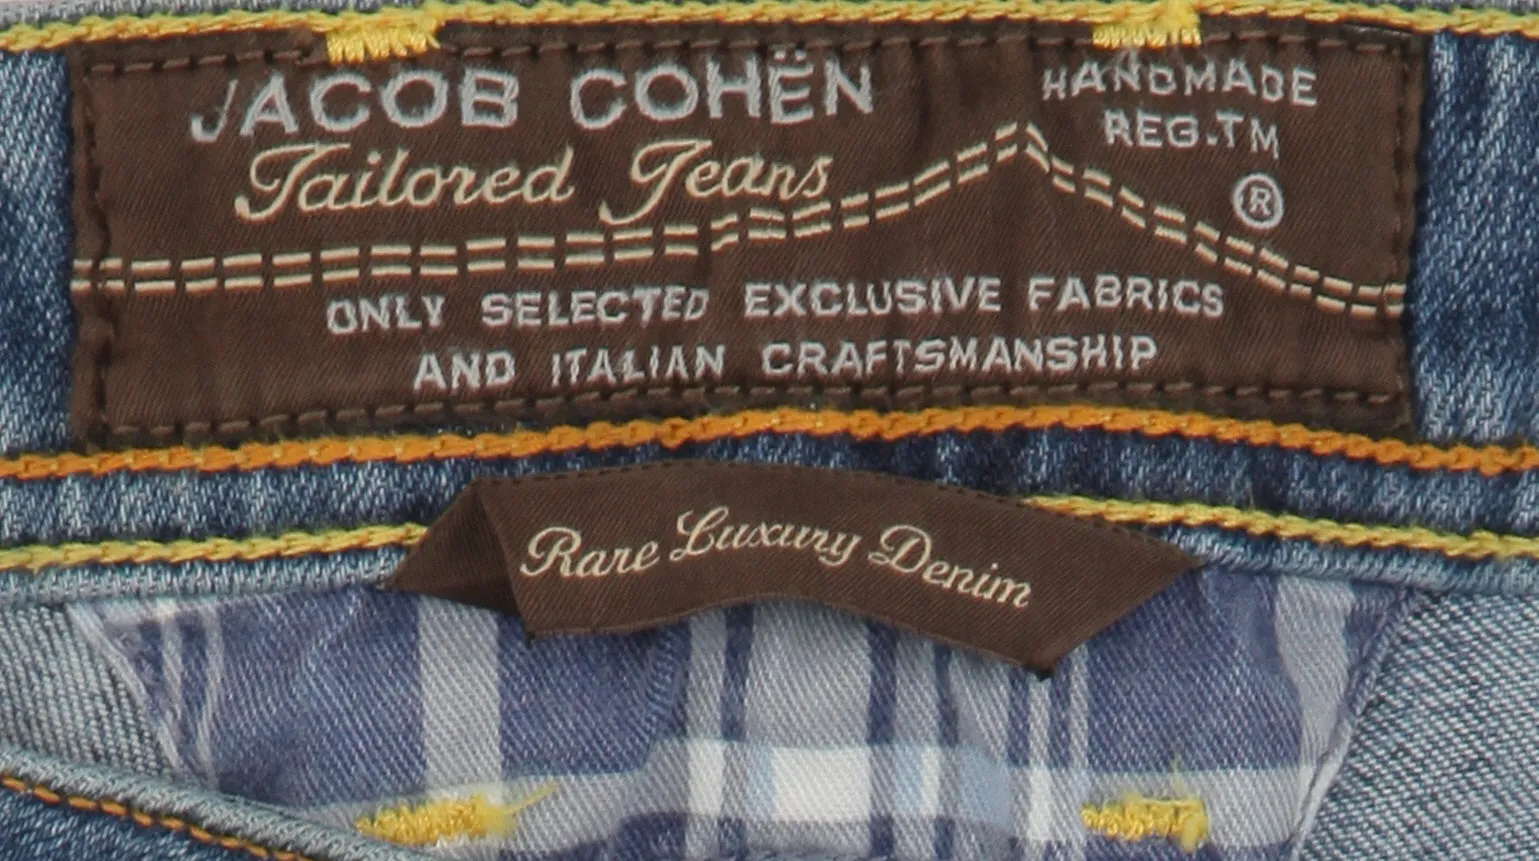 JACOB COHËN
Tailored Jeans
HANDMADE
REG.TM
®
ONLY SELECTED EXCLUSIVE FABRICS
AND ITALIAN CRAFTSMANSHIP
Rare Luxury Denim